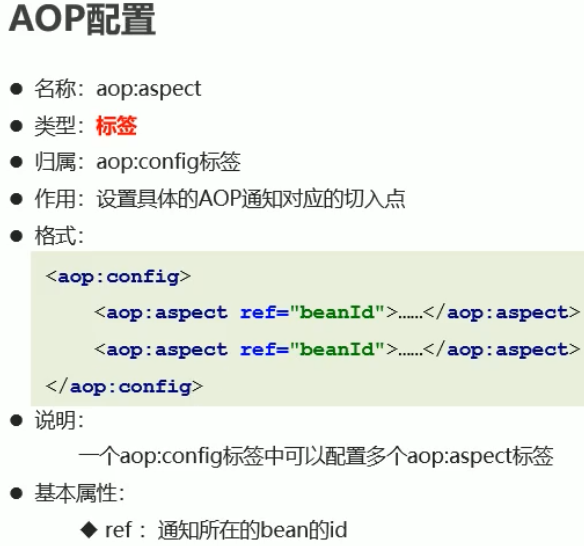 AOP配置
● 名称：aop:aspect
● 类型：标签
● 归属：aop:config标签
● 作用：设置具体的AOP通知对应的切入点
● 格式：
<aop:config>
<aop:aspect ref="beanId">……</aop:aspect>
<aop:aspect ref="beanId">……</aop:aspect>
</aop:config>
● 说明：
一个aop:config标签中可以配置多个aop:aspect标签
● 基本属性：
◆ ref ：通知所在的bean的id